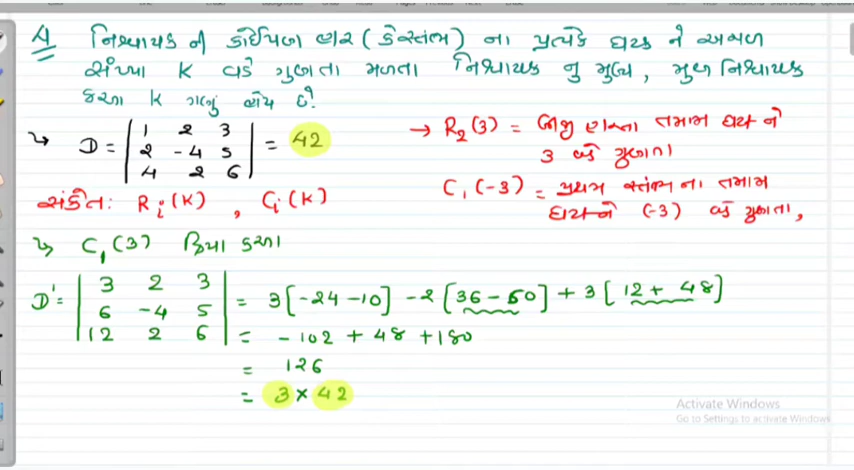 4 નિશ્ચાયક ની કોઈપણ હાર (કે સ્તંભ) ના પ્રત્યેક ઘટક ને અચળ
સંખ્યા K વડે ગુણતા મળતા નિશ્ચાયક નુ મુલ્ય, મુળ નિશ્ચાયક
કરતા K ગણું હોય છે.
→ D = | 1 2 3 | 2 -4 5 | 4 2 6 | = 42
→ R₂(3) = બીજી હારના તમામ ઘટક ને
3 વડે ગુણતા.
સંકેત: Rᵢ(K) , Cᵢ(K)
C₁(-3) = પ્રથમ સ્તંભ ના તમામ
ઘટકને (-3) વડે ગુણતા,
→ C₁(3) ક્રિયા કરતા
D' = | 3 2 3 | 6 -4 5 | 12 2 6 | = 3[-24 -10] -2[36 - 60] + 3[12 + 48]
= -102 + 48 + 180
= 126
= 3 × 42
Activate Windows
Go to Settings to activate Windows